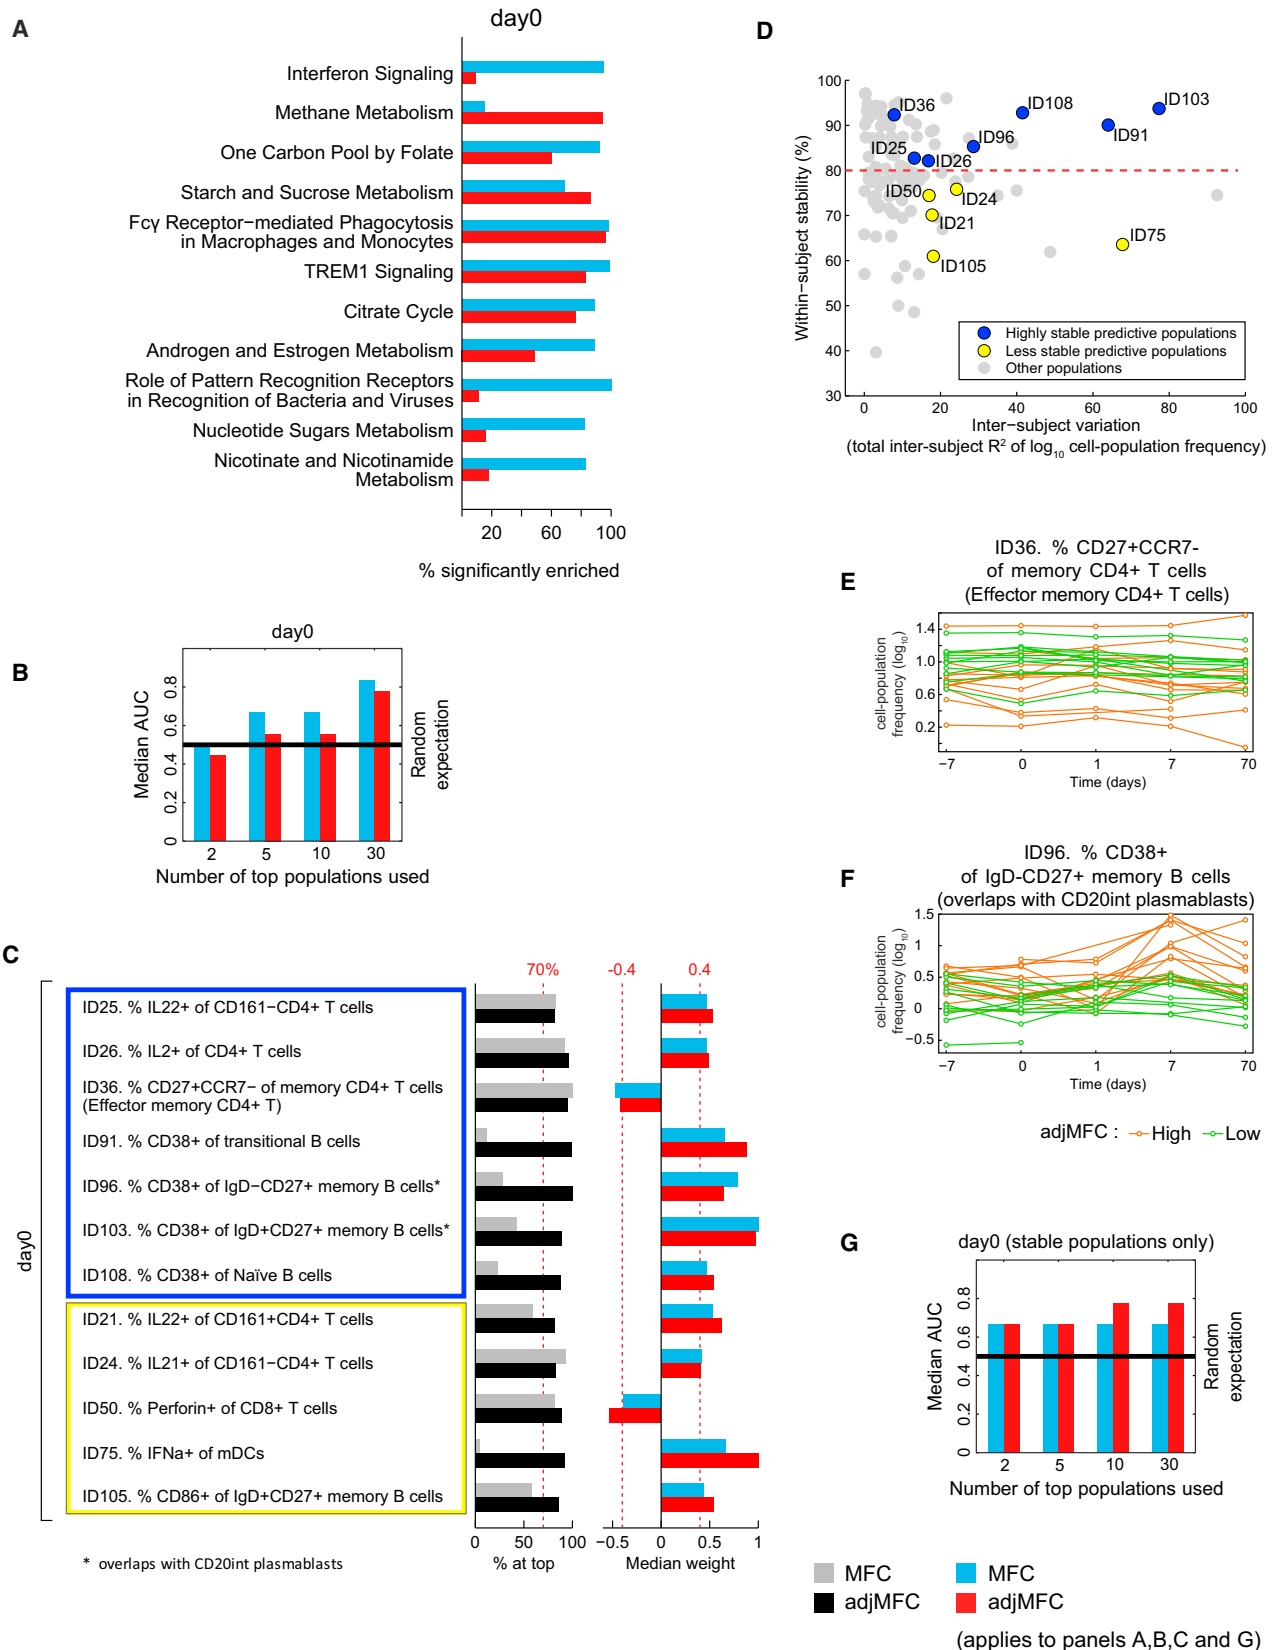 A
day0
Interferon Signaling
Methane Metabolism
One Carbon Pool by Folate
Starch and Sucrose Metabolism
Fcγ Receptor−mediated Phagocytosis
in Macrophages and Monocytes
TREM1 Signaling
Citrate Cycle
Androgen and Estrogen Metabolism
Role of Pattern Recognition Receptors
in Recognition of Bacteria and Viruses
Nucleotide Sugars Metabolism
Nicotinate and Nicotinamide
Metabolism
20 60 100
% significantly enriched
B
day0
Median AUC
0 0.2 0.4 0.6 0.8
Random
expectation
2 5 10 30
Number of top populations used
C
70% -0.4 0.4
day0
ID25. % IL22+ of CD161−CD4+ T cells
ID26. % IL2+ of CD4+ T cells
ID36. % CD27+CCR7− of memory CD4+ T cells
(Effector memory CD4+ T)
ID91. % CD38+ of transitional B cells
ID96. % CD38+ of IgD−CD27+ memory B cells*
ID103. % CD38+ of IgD+CD27+ memory B cells*
ID108. % CD38+ of Naïve B cells
ID21. % IL22+ of CD161+CD4+ T cells
ID24. % IL21+ of CD161−CD4+ T cells
ID50. % Perforin+ of CD8+ T cells
ID75. % IFNa+ of mDCs
ID105. % CD86+ of IgD+CD27+ memory B cells
0 50 100
% at top
−0.5 0 0.5 1
Median weight
* overlaps with CD20int plasmablasts
D
Within−subject stability (%)
100
90
80
70
60
50
40
30
ID36
ID108
ID103
ID91
ID96
ID25
ID26
ID50
ID24
ID21
ID105
ID75
Highly stable predictive populations
Less stable predictive populations
Other populations
0 20 40 60 80 100
Inter−subject variation
(total inter−subject R² of log₁₀ cell−population frequency)
E
ID36. % CD27+CCR7-
of memory CD4+ T cells
(Effector memory CD4+ T cells)
cell-population
frequency (log₁₀)
1.4
1.0
0.6
0.2
−7 0 1 7 70
Time (days)
F
ID96. % CD38+
of IgD-CD27+ memory B cells
(overlaps with CD20int plasmablasts)
cell-population
frequency (log₁₀)
1.5
1.0
0.5
0
−0.5
−7 0 1 7 70
Time (days)
adjMFC : High Low
G
day0 (stable populations only)
Median AUC
0 0.2 0.4 0.6 0.8
Random
expectation
2 5 10 30
Number of top populations used
MFC MFC
adjMFC adjMFC
(applies to panels A,B,C and G)